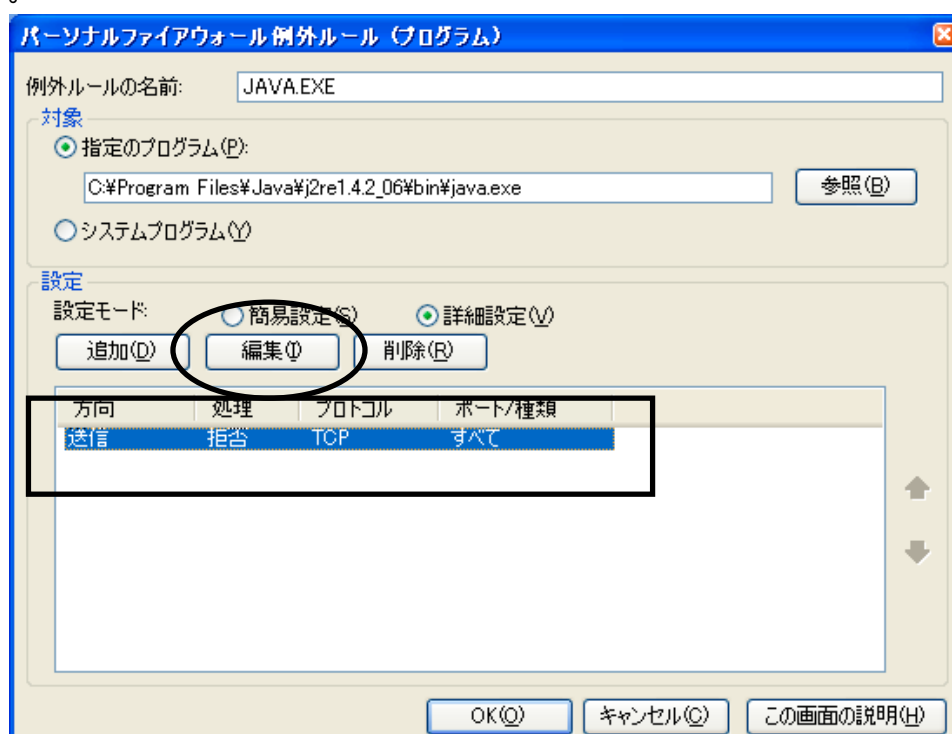 。
パーソナルファイアウォール例外ルール（プログラム）
例外ルールの名前: JAVA.EXE
対象
指定のプログラム(P):
C:¥Program Files¥Java¥j2re1.4.2_06¥bin¥java.exe 参照(B)
システムプログラム(Y)
設定
設定モード: 簡易設定(S) 詳細設定(V)
追加(D) 編集(I) 削除(R)
方向 処理 プロトコル ポート/種類
送信 拒否 TCP すべて
OK(O) キャンセル(C) この画面の説明(H)